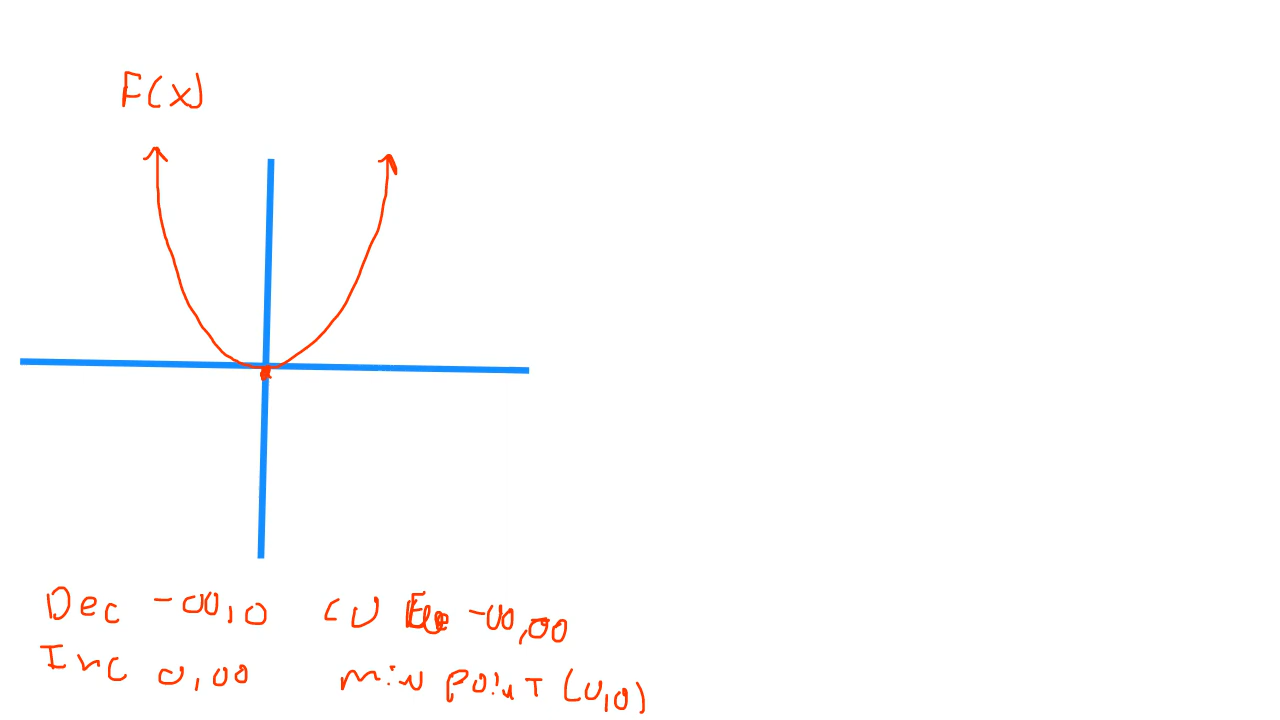 F(x)
Dec -∞,0 CU -∞,∞
Inc 0,∞ min point (0,0)